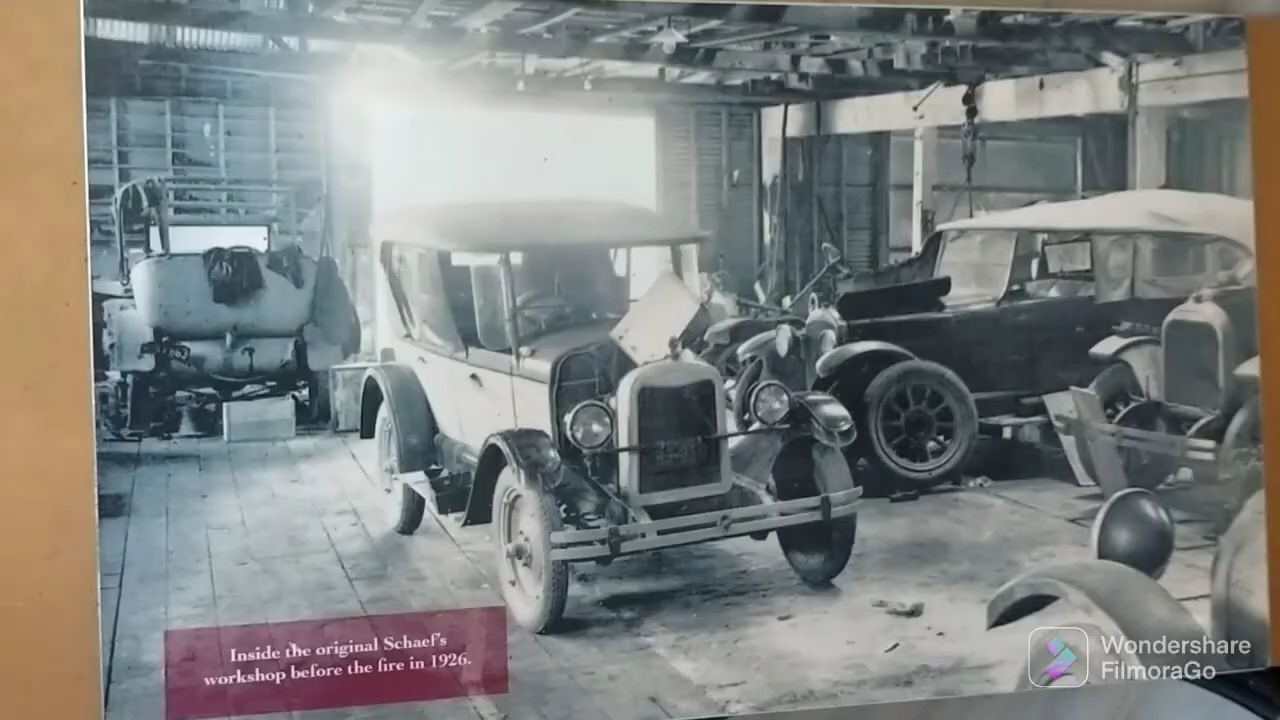 Inside the original Schaef's
workshop before the fire in 1926.
Wondershare
FilmoraGo